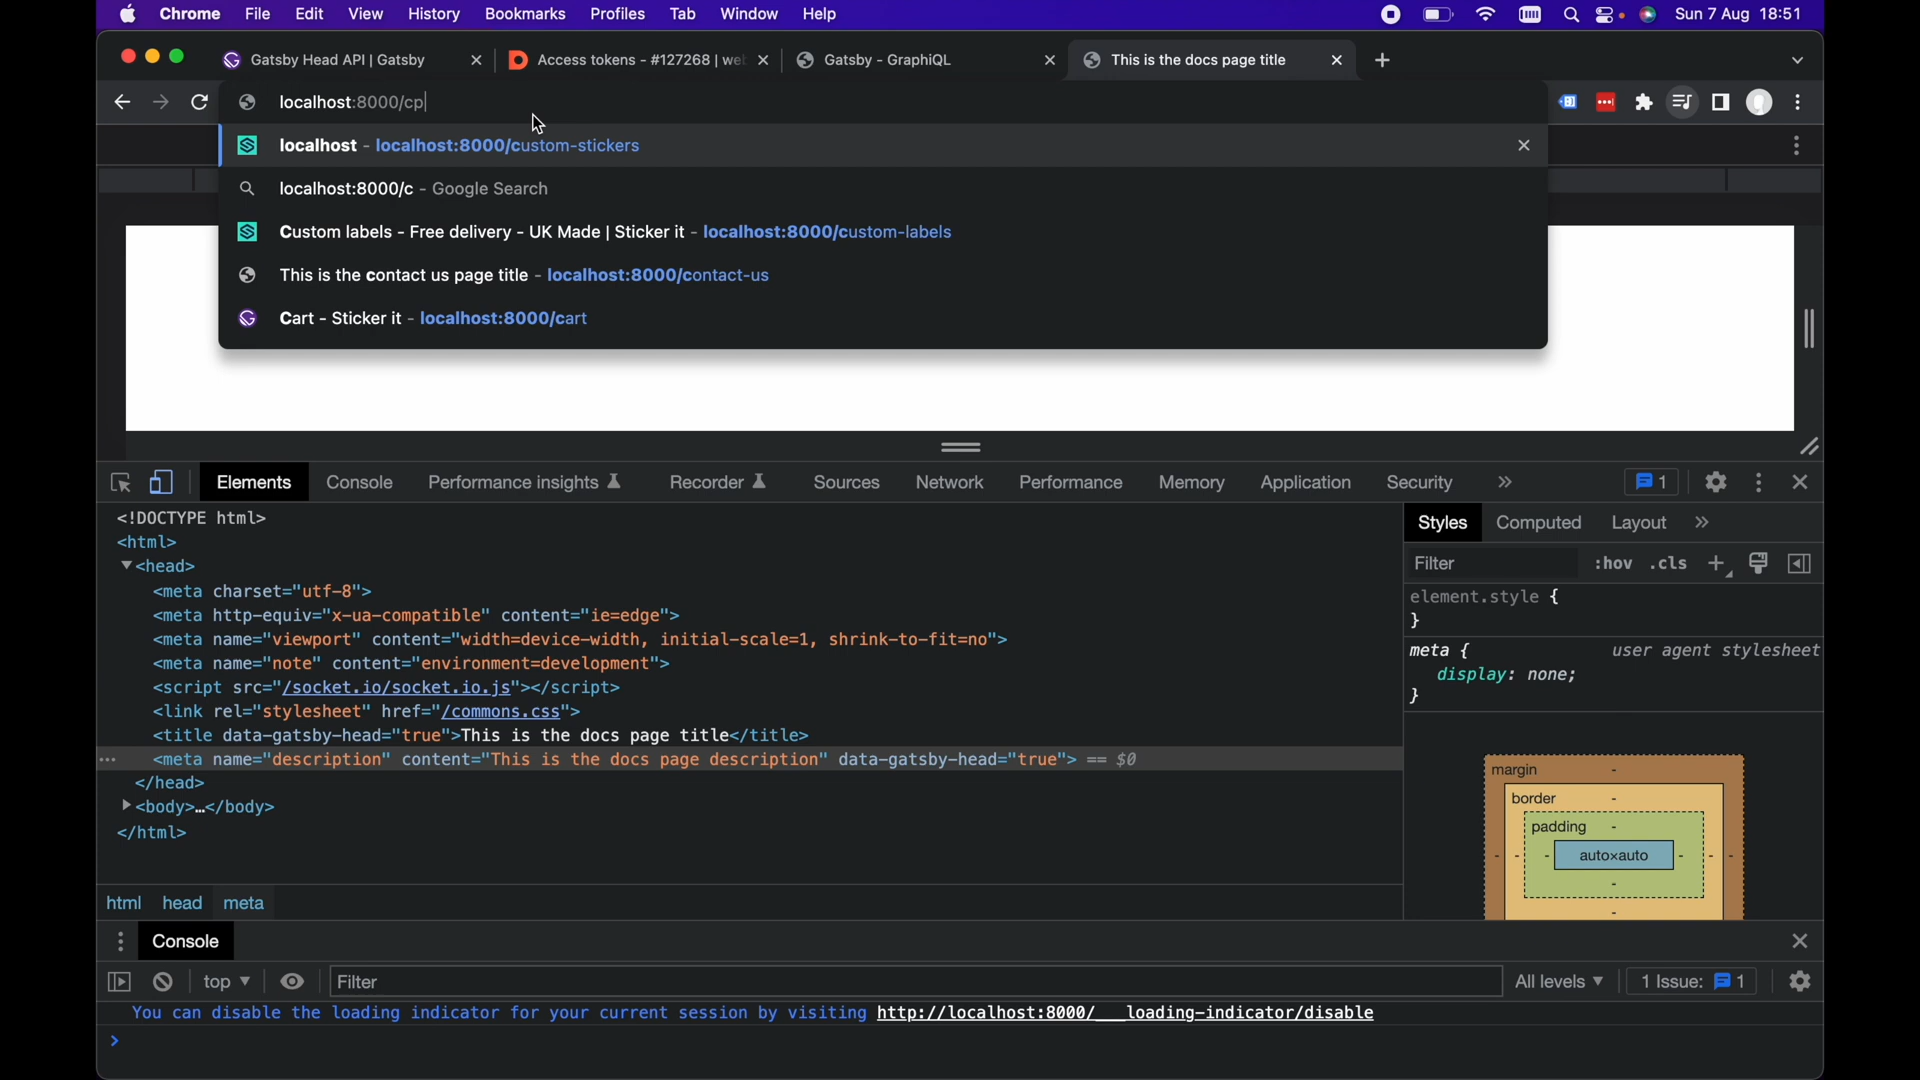 Chrome File Edit View History Bookmarks Profiles Tab Window Help Sun 7 Aug 18:51
Gatsby Head API | Gatsby Access tokens - #127268 | we Gatsby - GraphiQL This is the docs page title
localhost:8000/cp
localhost - localhost:8000/custom-stickers
localhost:8000/c - Google Search
Custom labels - Free delivery - UK Made | Sticker it - localhost:8000/custom-labels
This is the contact us page title - localhost:8000/contact-us
Cart - Sticker it - localhost:8000/cart
Elements Console Performance insights Recorder Sources Network Performance Memory Application Security » 1
<!DOCTYPE html>
<html>
▼<head>
<meta charset="utf-8">
<meta http-equiv="x-ua-compatible" content="ie=edge">
<meta name="viewport" content="width=device-width, initial-scale=1, shrink-to-fit=no">
<meta name="note" content="environment=development">
<script src="/socket.io/socket.io.js"></script>
<link rel="stylesheet" href="/commons.css">
<title data-gatsby-head="true">This is the docs page title</title>
<meta name="description" content="This is the docs page description" data-gatsby-head="true"> == $0
</head>
▶<body>…</body>
</html>
html head meta
Styles Computed Layout »
Filter :hov .cls
element.style {
}
meta { user agent stylesheet
display: none;
}
margin -
border -
padding -
- - - auto×auto - - -
-
-
Console
top ▼ Filter All levels ▼ 1 Issue: 1
You can disable the loading indicator for your current session by visiting http://localhost:8000/___loading-indicator/disable
>